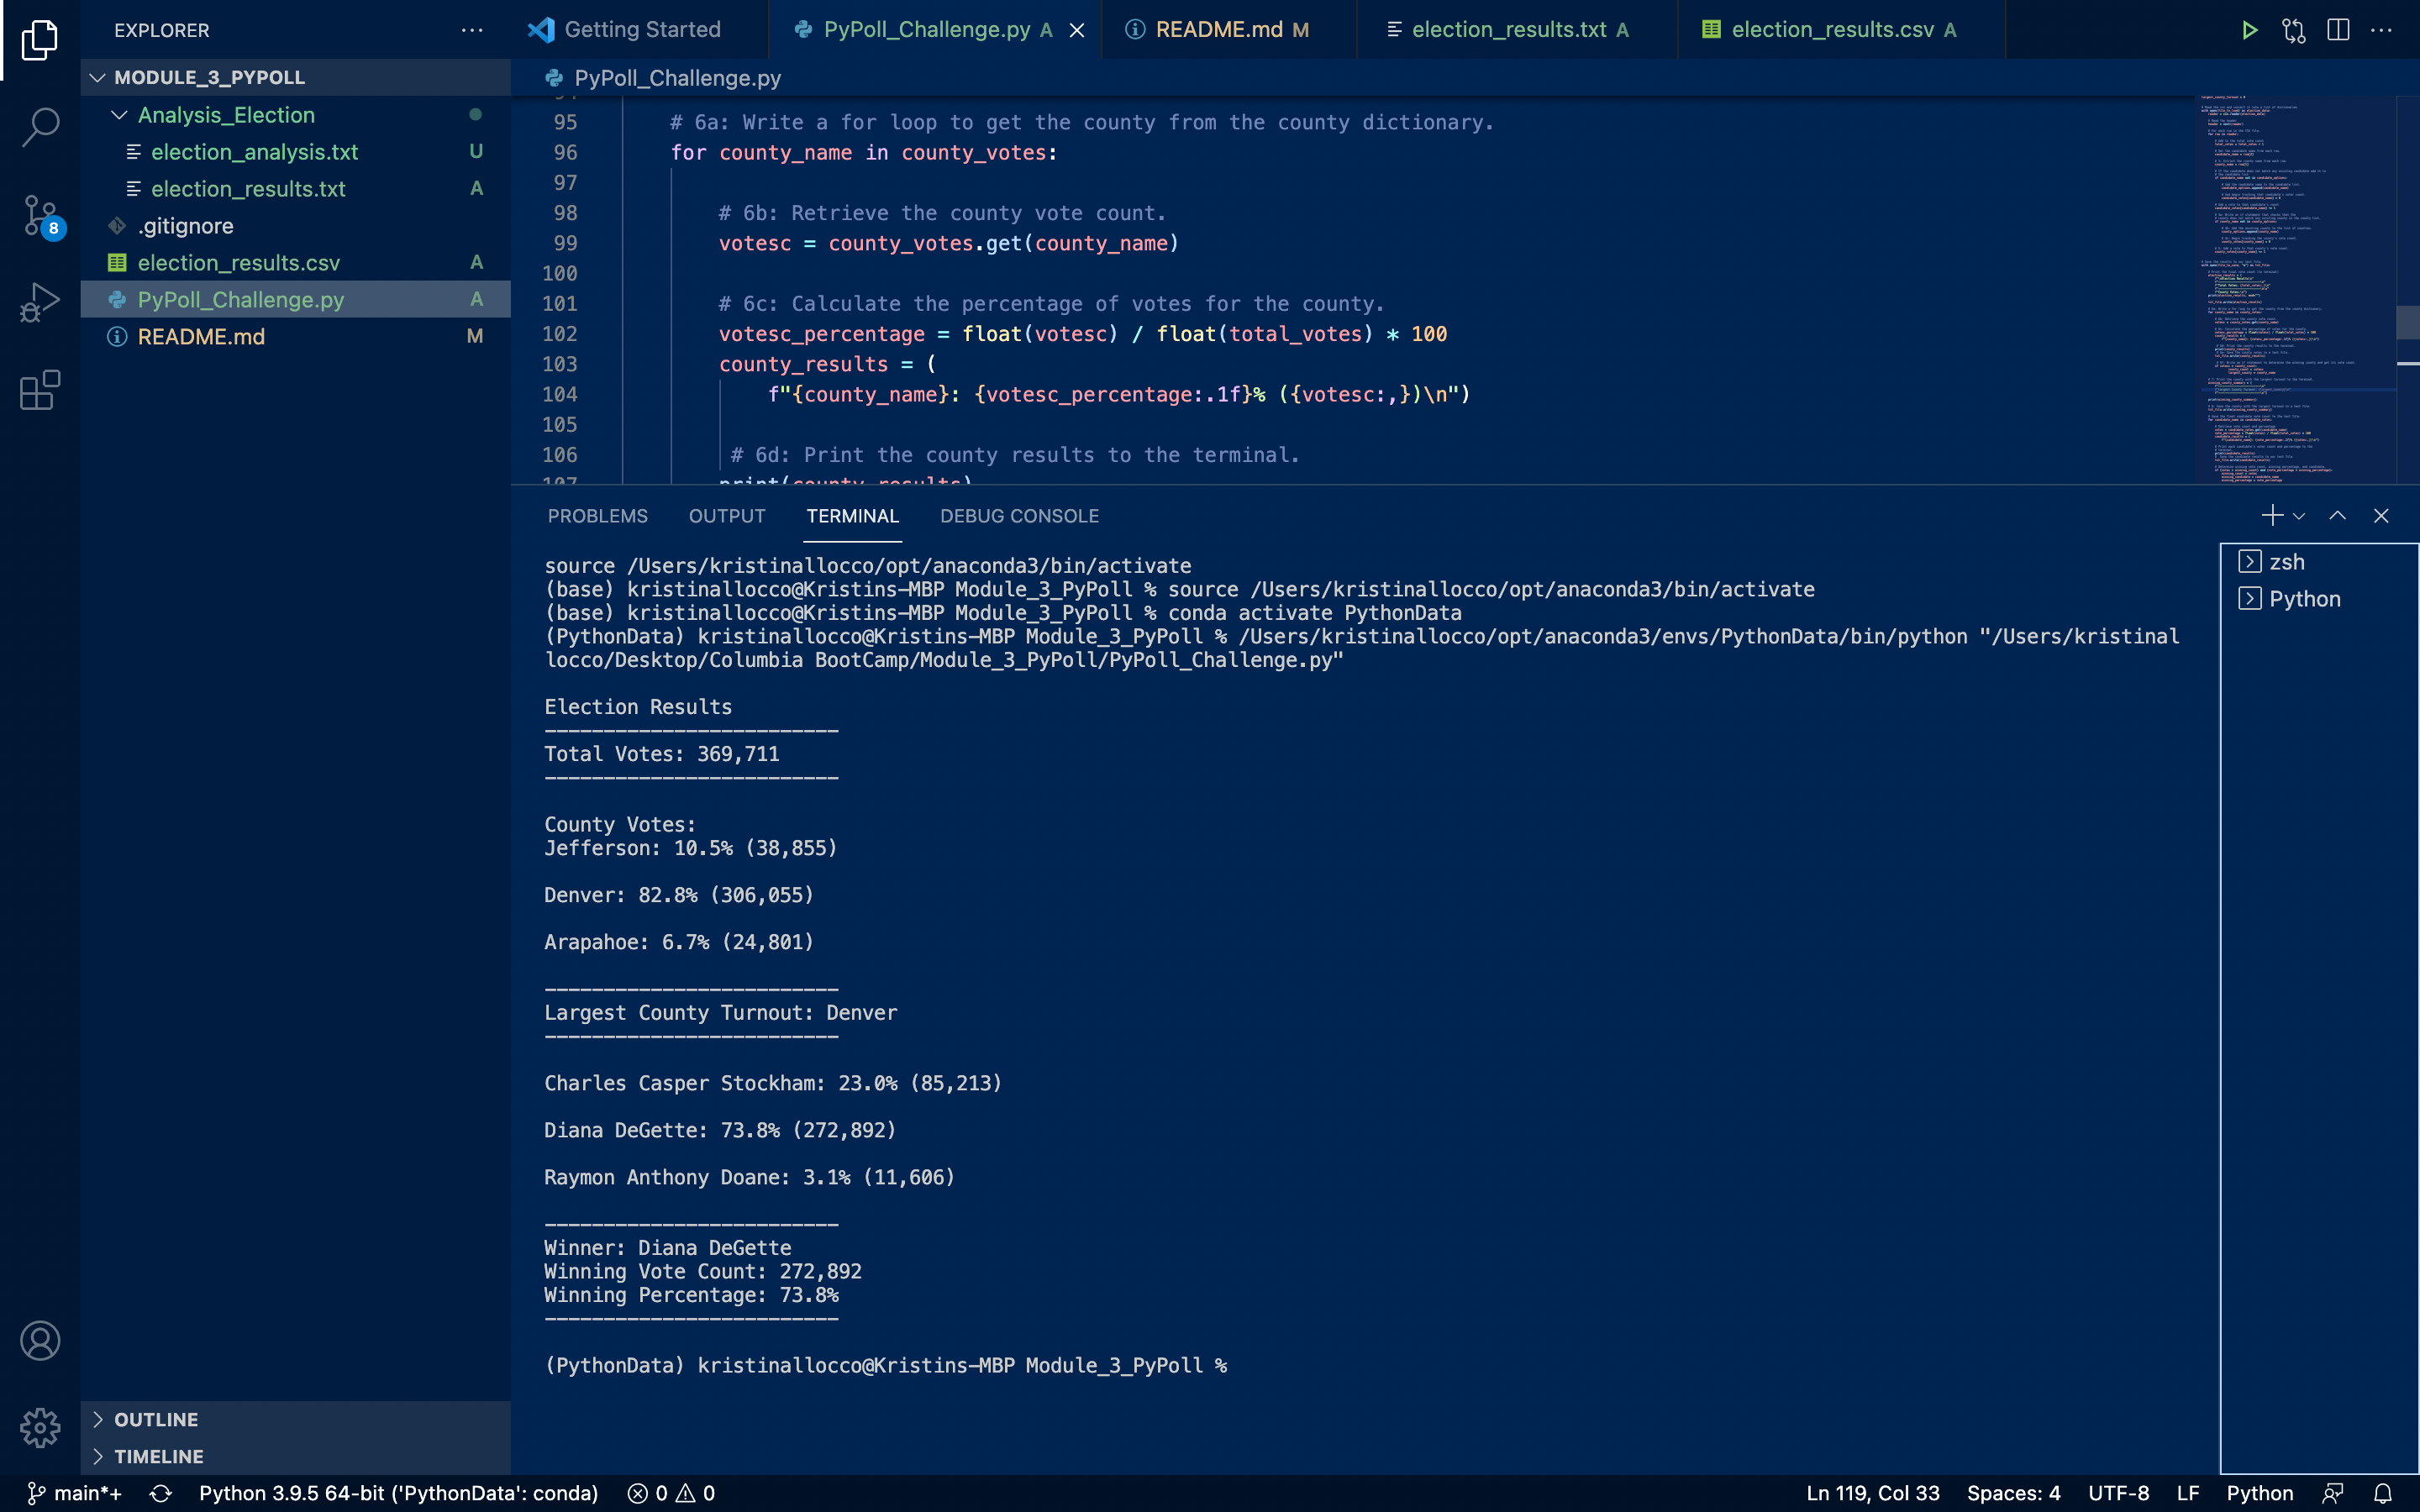 EXPLORER
Getting Started
PyPoll_Challenge.py A
README.md M
election_results.txt A
election_results.csv A
MODULE_3_PYPOLL
Analysis_Election
election_analysis.txt U
election_results.txt A
.gitignore
election_results.csv A
PyPoll_Challenge.py A
README.md M
8
PyPoll_Challenge.py
95 # 6a: Write a for loop to get the county from the county dictionary.
96 for county_name in county_votes:
97
98 # 6b: Retrieve the county vote count.
99 votesc = county_votes.get(county_name)
100
101 # 6c: Calculate the percentage of votes for the county.
102 votesc_percentage = float(votesc) / float(total_votes) * 100
103 county_results = (
104 f"{county_name}: {votesc_percentage:.1f}% ({votesc:,})\n")
105
106 # 6d: Print the county results to the terminal.
107 print(county_results)
PROBLEMS OUTPUT TERMINAL DEBUG CONSOLE
zsh
Python
source /Users/kristinallocco/opt/anaconda3/bin/activate
(base) kristinallocco@Kristins-MBP Module_3_PyPoll % source /Users/kristinallocco/opt/anaconda3/bin/activate
(base) kristinallocco@Kristins-MBP Module_3_PyPoll % conda activate PythonData
(PythonData) kristinallocco@Kristins-MBP Module_3_PyPoll % /Users/kristinallocco/opt/anaconda3/envs/PythonData/bin/python "/Users/kristinal
locco/Desktop/Columbia BootCamp/Module_3_PyPoll/PyPoll_Challenge.py"
Election Results
-------------------------
Total Votes: 369,711
-------------------------
County Votes:
Jefferson: 10.5% (38,855)
Denver: 82.8% (306,055)
Arapahoe: 6.7% (24,801)
-------------------------
Largest County Turnout: Denver
-------------------------
Charles Casper Stockham: 23.0% (85,213)
Diana DeGette: 73.8% (272,892)
Raymon Anthony Doane: 3.1% (11,606)
-------------------------
Winner: Diana DeGette
Winning Vote Count: 272,892
Winning Percentage: 73.8%
-------------------------
(PythonData) kristinallocco@Kristins-MBP Module_3_PyPoll %
OUTLINE
TIMELINE
main*+ Python 3.9.5 64-bit ('PythonData': conda) 0 0 Ln 119, Col 33 Spaces: 4 UTF-8 LF Python